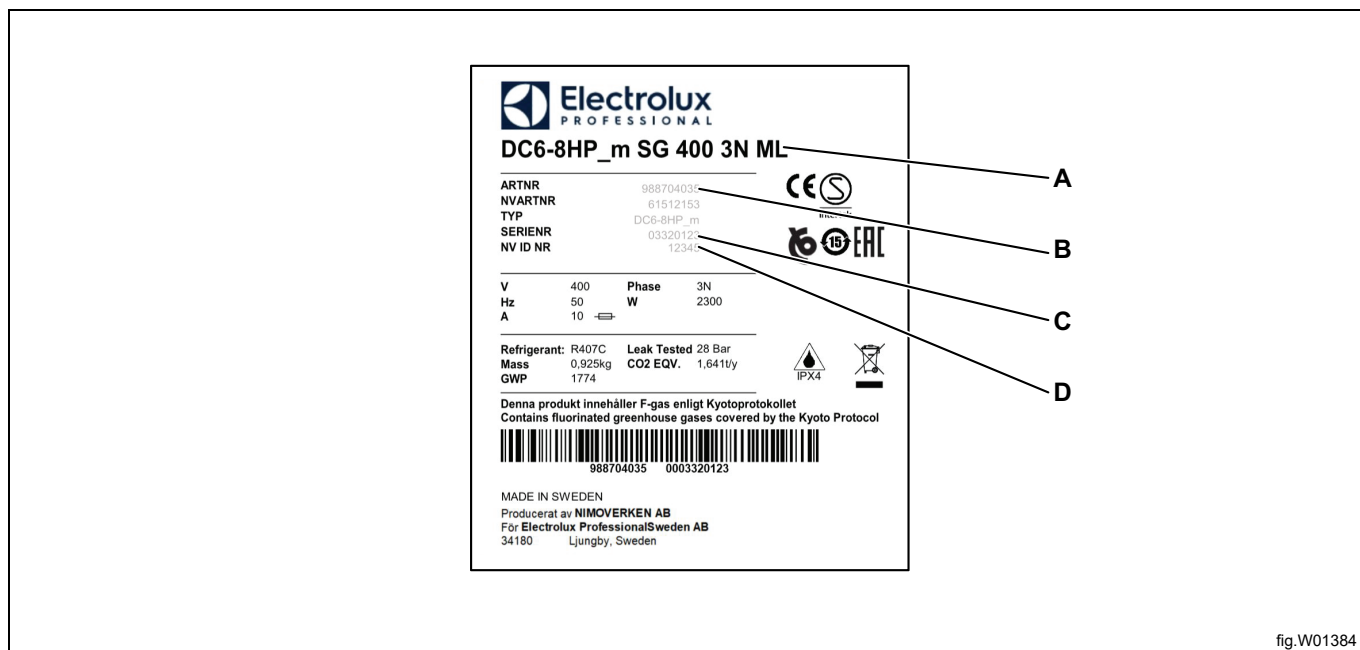 Electrolux
PROFESSIONAL
DC6-8HP_m SG 400 3N ML
A
ARTNR 988704035
B
NVARTNR 61512153
TYP DC6-8HP_m
SERIENR 03320123
C
NV ID NR 12345
D
CE S
Intertek
15 EAC
V 400 Phase 3N
Hz 50 W 2300
A 10
Refrigerant: R407C Leak Tested 28 Bar
Mass 0,925kg CO2 EQV. 1,641t/y
GWP 1774
IPX4
Denna produkt innehåller F-gas enligt Kyotoprotokollet
Contains fluorinated greenhouse gases covered by the Kyoto Protocol
988704035 0003320123
MADE IN SWEDEN
Producerat av NIMOVERKEN AB
För Electrolux ProfessionalSweden AB
34180 Ljungby, Sweden
fig.W01384